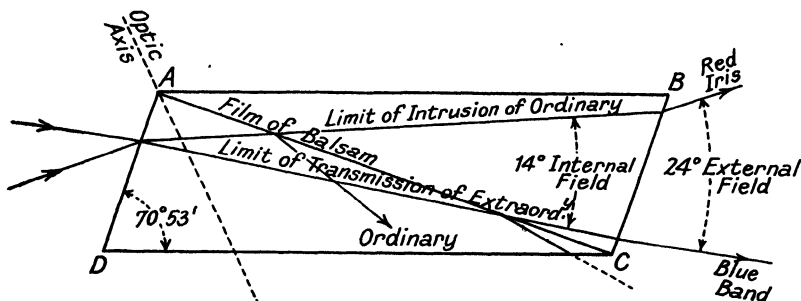 Optic
Axis
A
B
Red
Iris
Film of Balsam
Limit of Intrusion of Ordinary
Limit of Transmission of Extraord.y
14° Internal
Field
24° External
Field
70°53'
Ordinary
D
C
Blue
Band